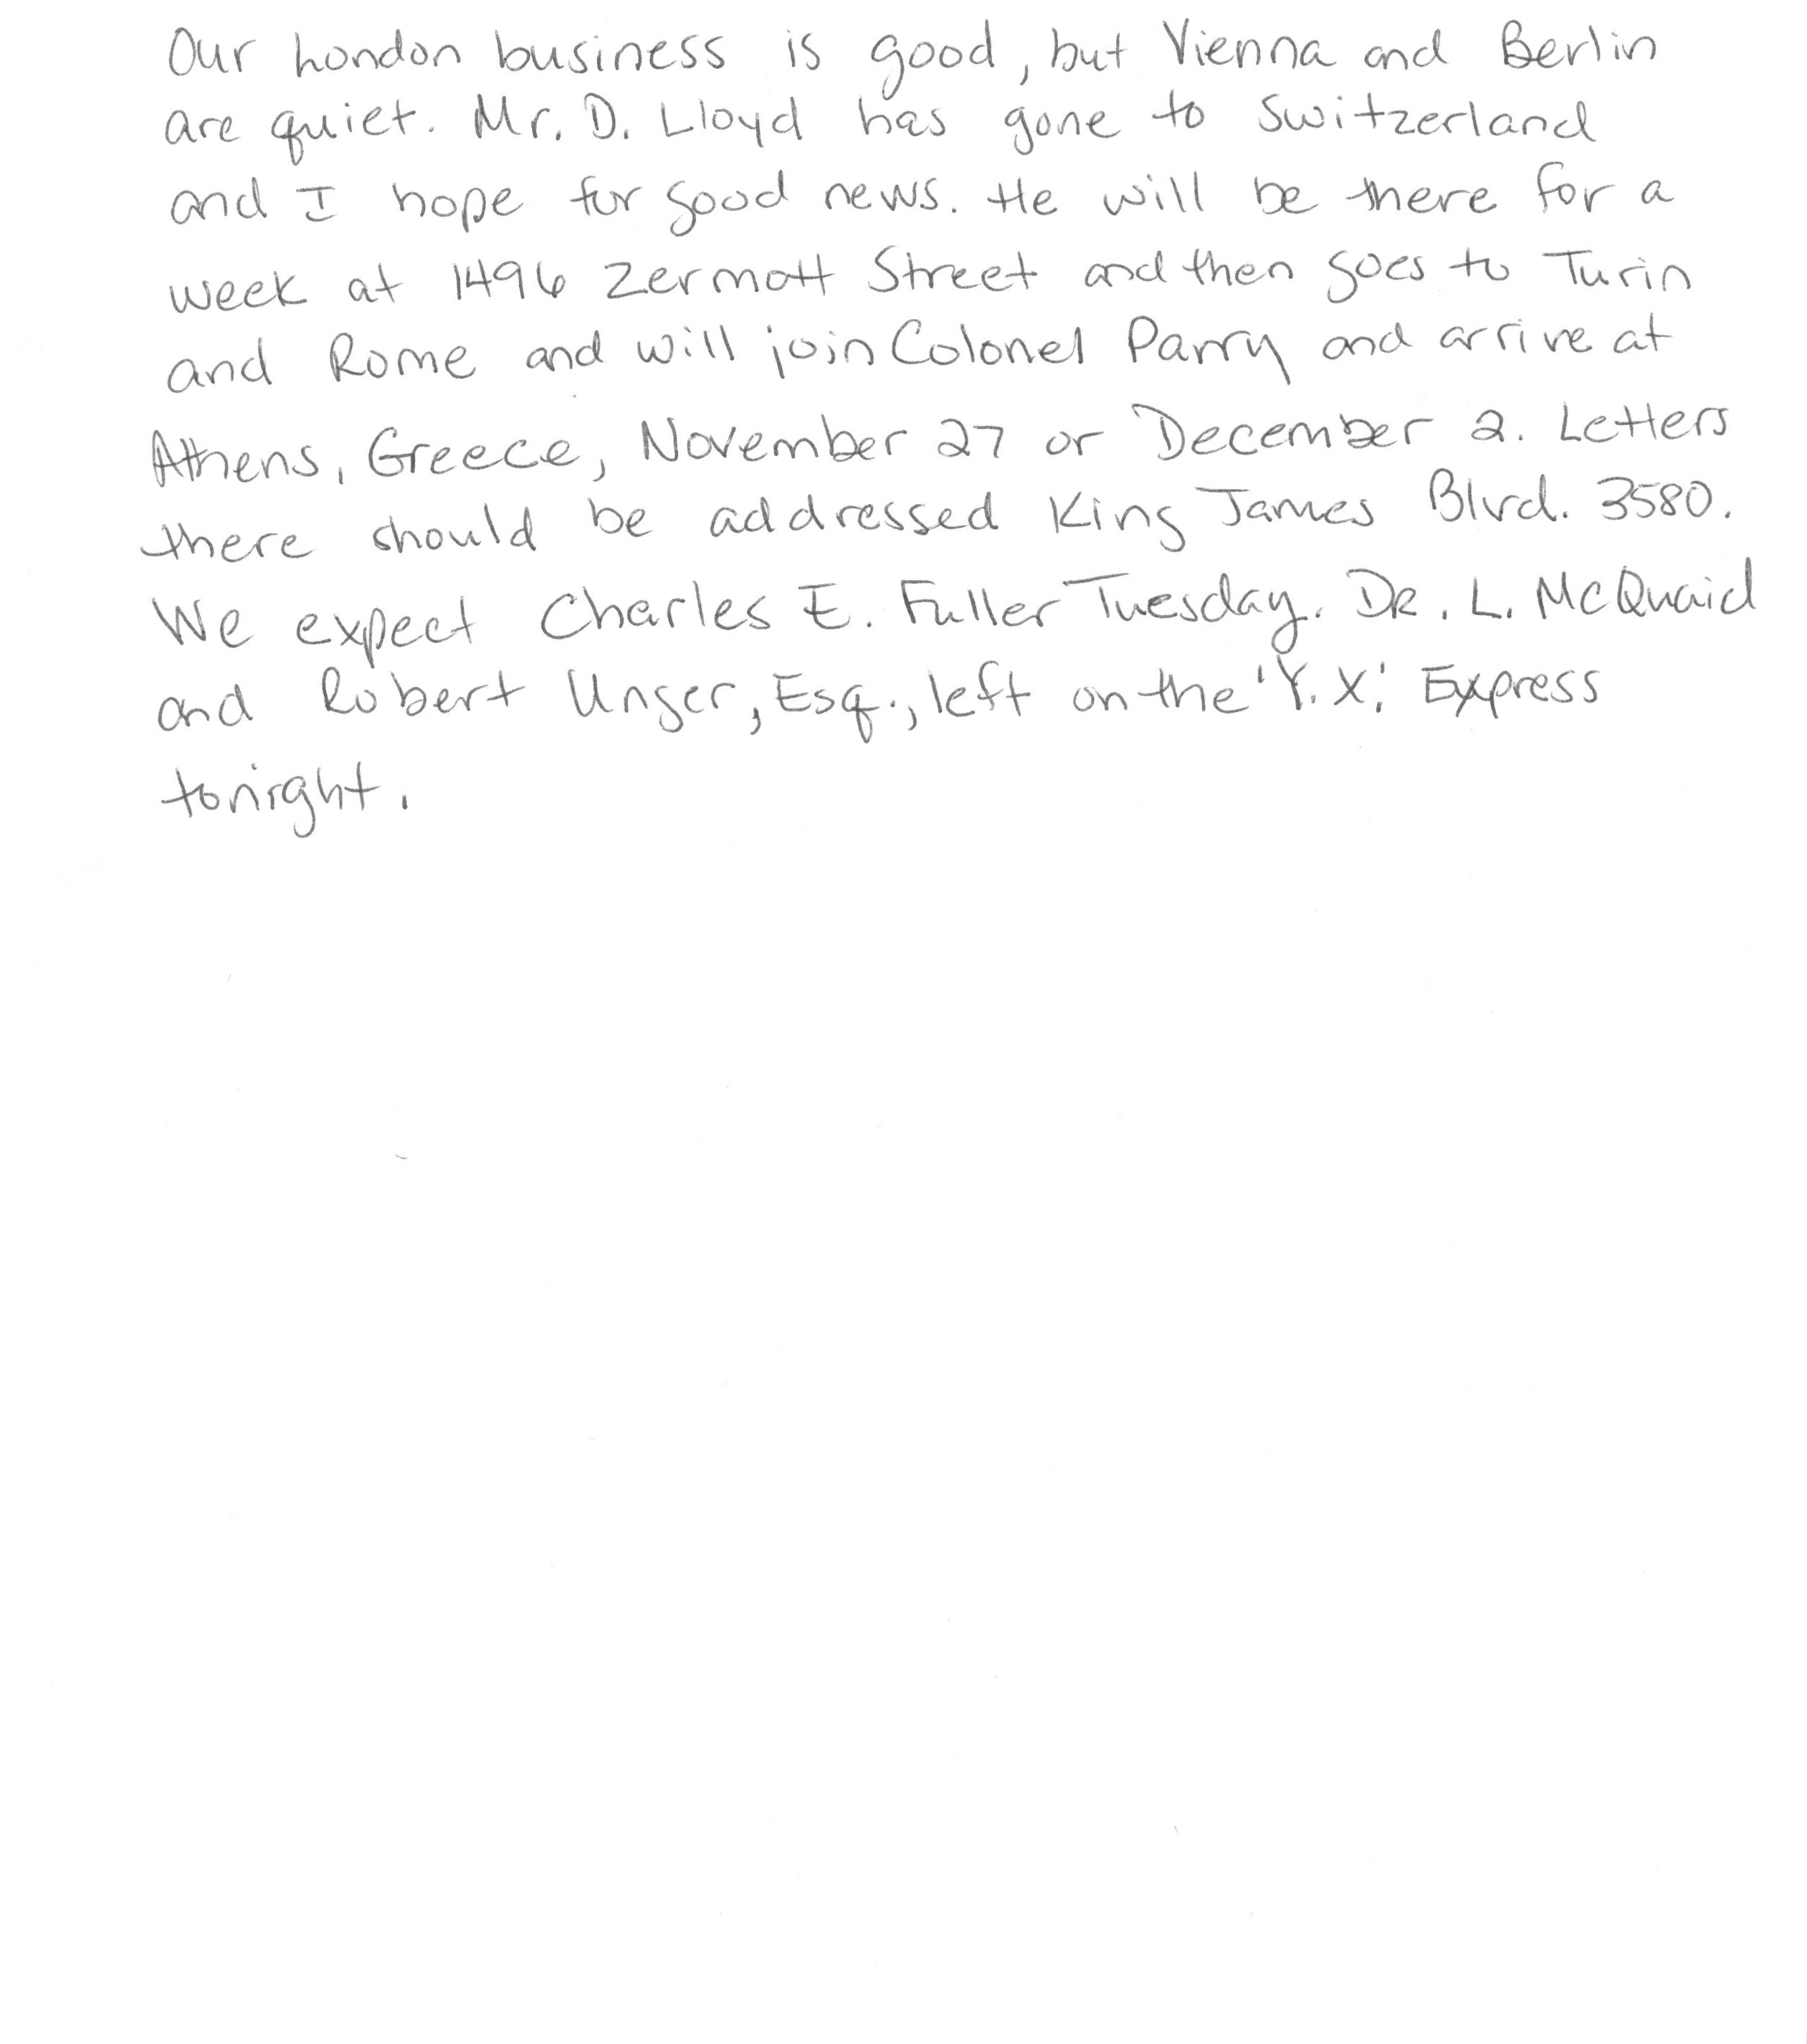 Our London business is good, but Vienna and Berlin
are quiet. Mr. D. Lloyd has gone to Switzerland
and I hope for good news. He will be there for a
week at 1496 Zermott Street and then goes to Turin
and Rome and will join Colonel Parry and arrive at
Athens, Greece, November 27 or December 2. Letters
there should be addressed King James Blvd. 3580.
We expect Charles E. Fuller Tuesday. DR. L. McQuaid
and Robert Unger, Esq., left on the 'Y. X.' Express
tonight.